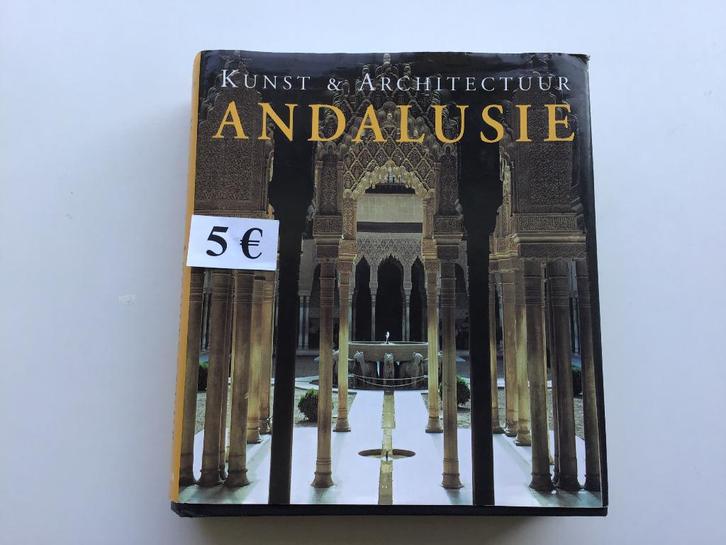 KUNST & ARCHITECTUUR
ANDALUSIE
5 €